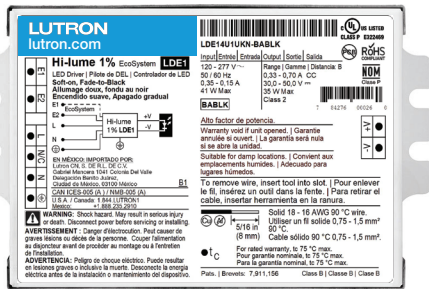 LUTRON
lutron.com
Hi-lume 1% EcoSystem LDE1
LED Driver | Pilote de DEL | Controlador de LED
Soft-on, Fade-to-Black
Allumage doux, fondu au noir
Encendido suave, Apagado gradual
E1
E2
E1
EcoSystem
E2
L
N
Hi-lume
1% LDE1
+V
-V
L
N/C
N
EN MÉXICO: IMPORTADO POR:
Lutron CN, S. DE R.L. DE C.V.
Gabriel Mancera 1041 Colonia Del Valle
Delegación Benito Juárez,
Ciudad de México, 03100 México
B1
CAN ICES-005 (A) / NMB-005 (A)
U.S.A / Canada: 1.844.LUTRON1
México: +1.888.235.2910
WARNING: Shock hazard. May result in serious injury
or death. Disconnect power before servicing or installing.
AVERTISSEMENT : Danger d'électrocution. Peut causer de
graves lésions ou décès de la personne. Couper l'alimentation
au disjoncteur avant de procéder au montage ou à l'entretien
de l'installation.
ADVERTENCIA: Peligro de choque eléctrico. Puede resultar
en lesiones graves o inclusive la muerte. Desconecte la energía
eléctrica antes de la instalación o mantenimiento del dispositivo.
LDE14U1UKN-BABLK
Input | Entrée | Entrada
120 - 277 V~
50 / 60 Hz
0,35 - 0,15 A
41 W Max
BABLK
Output | Sortie | Salida
Range | Gamme | Distancia: B
0,33 - 0,70 A CC
30,0 - 50,0 V
35 W Max
Class 2
c UL US LISTED
CLASS P E322469
RoHS
COMPLIANT
NOM
Class P
7 04276 00026 0
Alto factor de potencia.
Warranty void if unit opened. | Garantie
annulée si ouvert. | La garantía será nula
si se abre la unidad.
Suitable for damp locations. | Convient aux
emplacements humides. | Adecuado para
lugares húmedos.
+V
-V
To remove wire, insert tool into slot. | Pour enlever
le fil, insérez un outil dans la fente. | Para retirar el
cable, insertar herramienta en la ranura.
Cu
5/16 in
(8 mm)
Solid 18 - 16 AWG 90 °C wire.
Utiliser un fil solide 0,75 - 1,5 mm²
90 °C.
Cable sólido 90 °C 0,75 - 1,5 mm².
tc
For rated warranty, tc 75 °C max.
Pour garantie nominale, tc 75 °C max.
Para la garantía nominal, tc 75 °C max.
Pats. | Brevets: 7,911,156
Class B | Classe B | Clase B